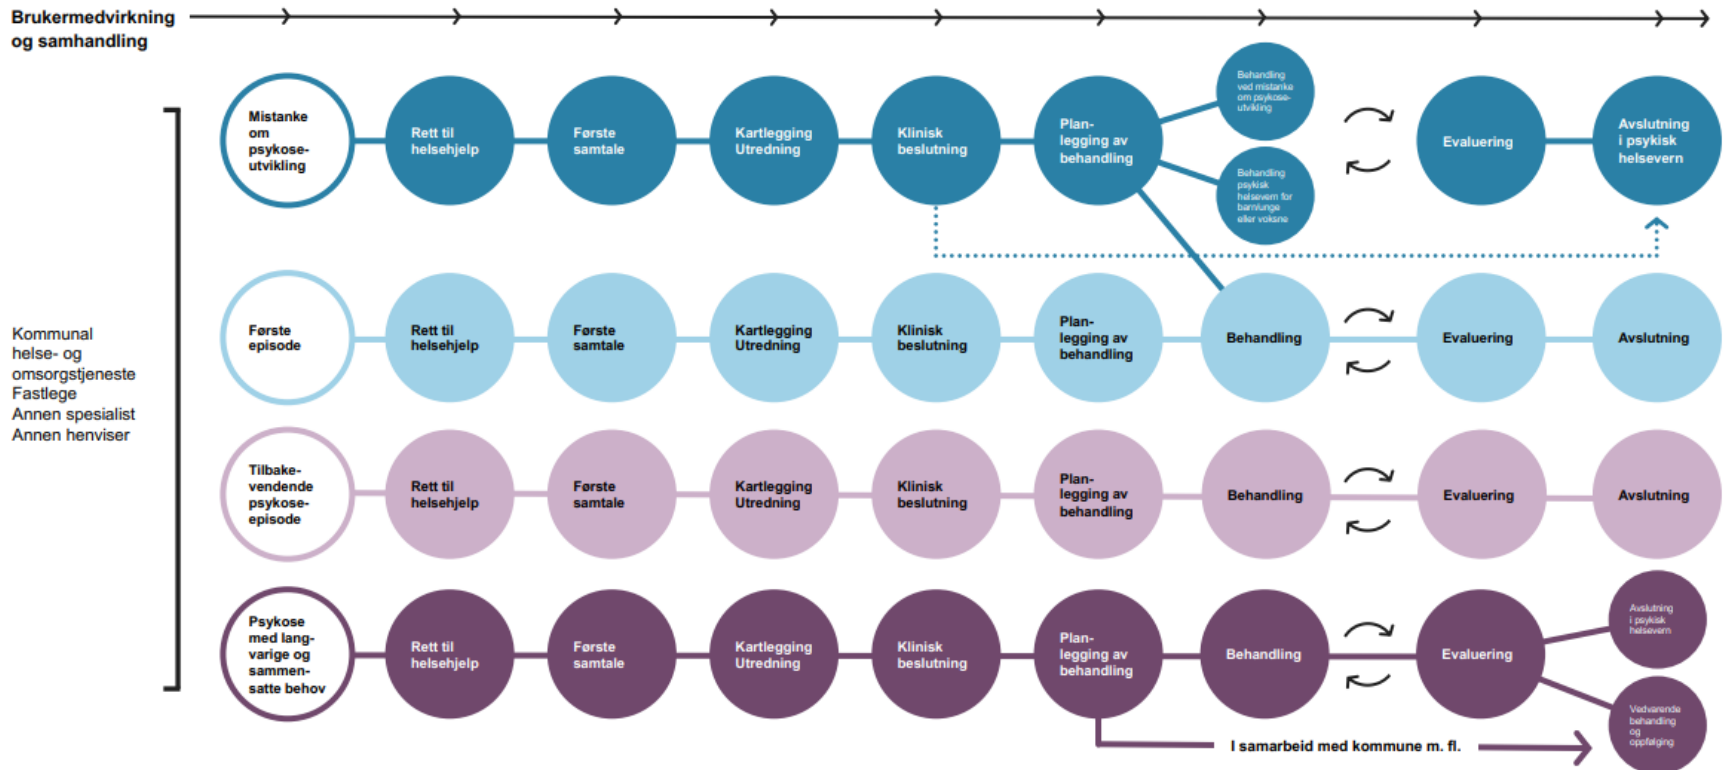 Brukermedvirkning
og samhandling
Mistanke
om
psykose-
utvikling
Rett til
helsehjelp
Første
samtale
Kartlegging
Utredning
Klinisk
beslutning
Plan-
legging av
behandling
Behandling
ved mistanke
om psykose-
utvikling
Behandling
psykisk
helsevern for
barn/unge
eller voksne
Evaluering
Avslutning
i psykisk
helsevern
Kommunal
helse- og
omsorgstjeneste
Fastlege
Annen spesialist
Annen henviser
Første
episode
Rett til
helsehjelp
Første
samtale
Kartlegging
Utredning
Klinisk
beslutning
Plan-
legging av
behandling
Behandling
Evaluering
Avslutning
Tilbake-
vendende
psykose-
episode
Rett til
helsehjelp
Første
samtale
Kartlegging
Utredning
Klinisk
beslutning
Plan-
legging av
behandling
Behandling
Evaluering
Avslutning
Psykose
med lang-
varige og
sammen-
satte behov
Rett til
helsehjelp
Første
samtale
Kartlegging
Utredning
Klinisk
beslutning
Plan-
legging av
behandling
Behandling
Evaluering
Avslutning
i psykisk
helsevern
Vedvarende
behandling
og
oppfølging
I samarbeid med kommune m. fl.